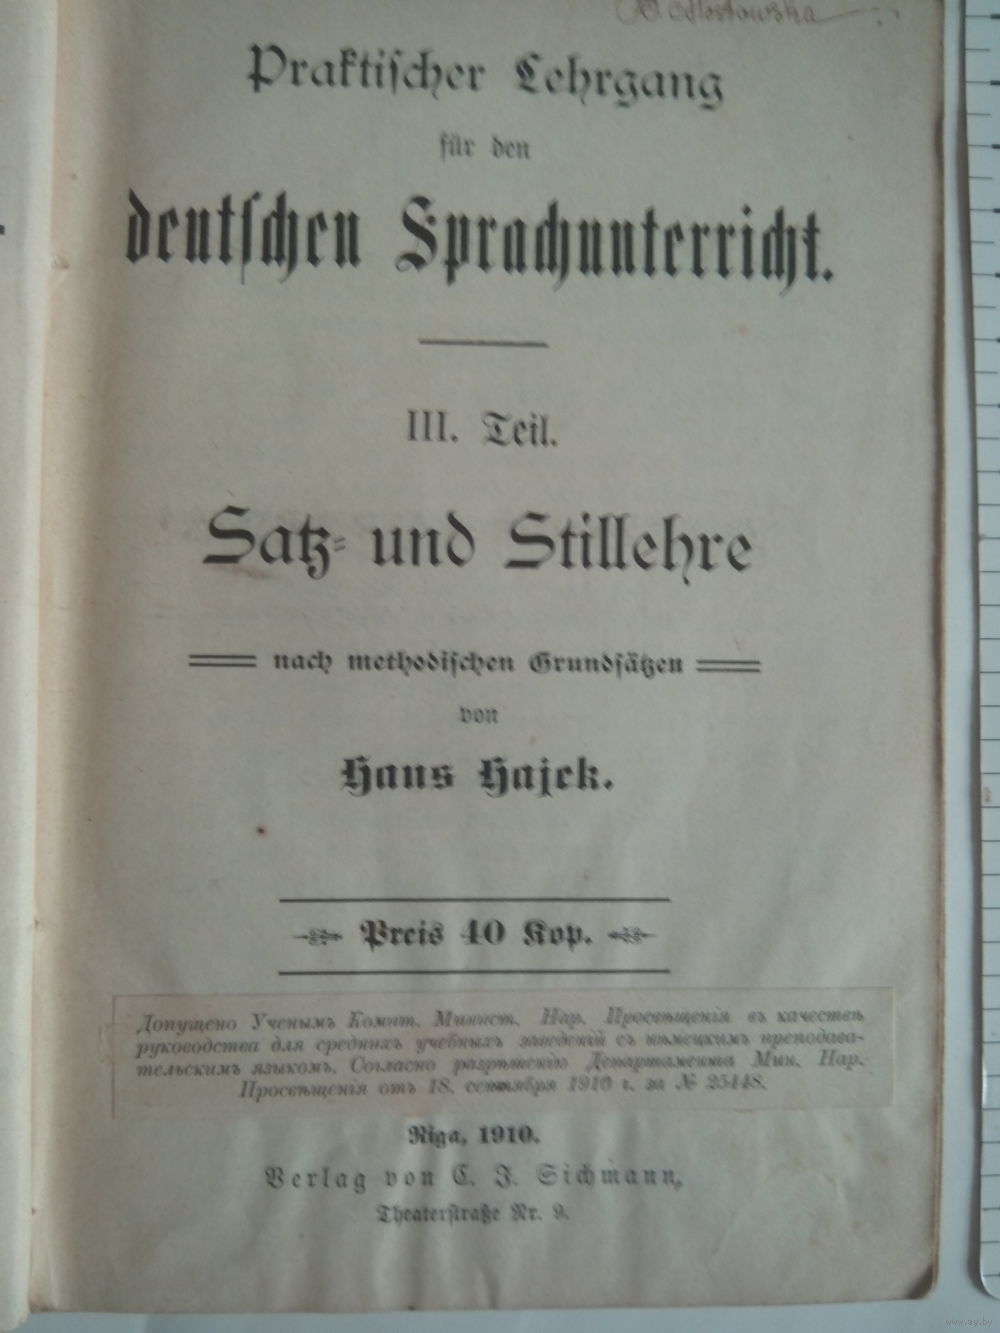 Praktischer Lehrgang
für den
deutschen Sprachunterricht.
III. Teil.
Satz- und Stillehre
nach methodischen Grundsätzen
von
Hans Hajek.
Preis 40 Kop.
Допущено Ученымъ Комит. Минист. Нар. Просвѣщенія въ качествѣ
руководства для среднихъ учебныхъ заведеній съ нѣмецкимъ преподава-
тельскимъ языкомъ. Согласно разрѣшенію Департамента Мин. Нар.
Просвѣщенія отъ 18. сентября 1910 г. за № 25448.
Riga, 1910.
Verlag von C. J. Sichmann,
Theaterstraße Nr. 9.
www.ay.by